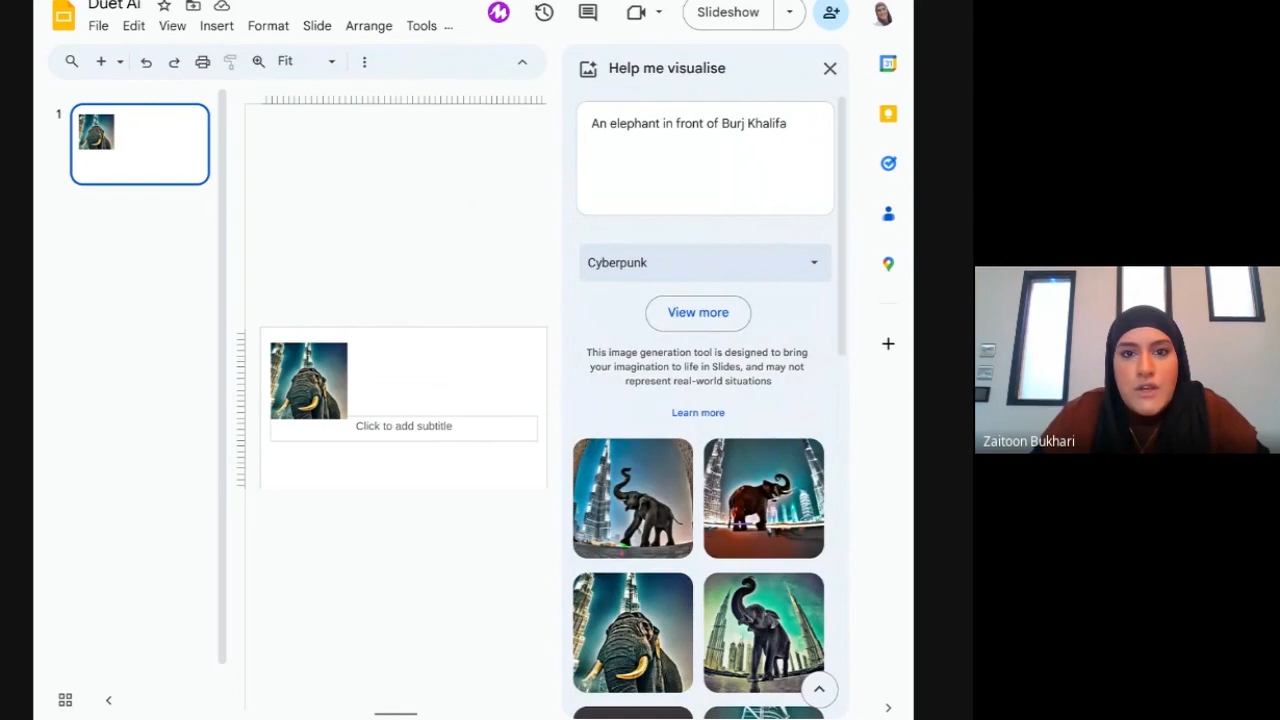 Duet AI
File Edit View Insert Format Slide Arrange Tools ...
Slideshow
Fit
Help me visualise
1
An elephant in front of Burj Khalifa
Cyberpunk
View more
This image generation tool is designed to bring
your imagination to life in Slides, and may not
represent real-world situations
Learn more
Click to add subtitle
Zaitoon Bukhari
31